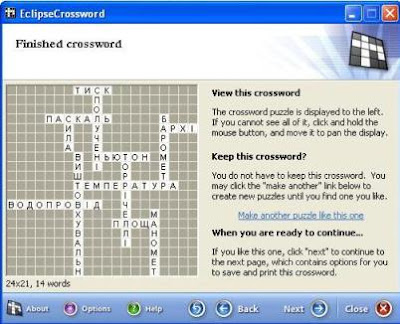 EclipseCrossword
Finished crossword
ТИСК
СПОЛУЧЕНІ
ПАСКАЛЬ
СИЛА
БАРОМЕТР
АРХІ
НЬЮТОН
ТОРІЧЕЛЛІ
ВИШТОВХУВАЛЬН
ТЕМПЕРАТУРА
ВОДОПРОВІД
МАНОМЕТ
ПЛОЩА
24x21, 14 words
View this crossword
The crossword puzzle is displayed to the left.
If you cannot see all of it, click and hold the
mouse button, and move it to pan the display.
Keep this crossword?
You do not have to keep this crossword. You
may click the "make another" link below to
create new puzzles until you find one you like.
Make another puzzle like this one
When you are ready to continue...
If you like this one, click "next" to continue to
the next page, which contains options for you
to save and print this crossword.
About
Options
Help
Back
Next
Close